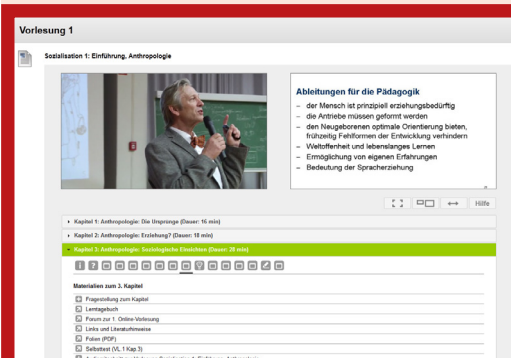 Vorlesung 1
Sozialisation 1: Einführung, Anthropologie
Ableitungen für die Pädagogik
– der Mensch ist prinzipiell erziehungsbedürftig
– die Antriebe müssen geformt werden
– den Neugeborenen optimale Orientierung bieten,
frühzeitig Fehlformen der Entwicklung verhindern
– Weltoffenheit und lebenslanges Lernen
– Ermöglichung von eigenen Erfahrungen
– Bedeutung der Spracherziehung
Hilfe
Kapitel 1: Anthropologie: Die Ursprünge (Dauer: 16 min)
Kapitel 2: Anthropologie: Erziehung? (Dauer: 18 min)
Kapitel 3: Anthropologie: Soziologische Einsichten (Dauer: 28 min)
Materialien zum 3. Kapitel
Fragestellung zum Kapitel
Lerntagebuch
Forum zur 1. Online-Vorlesung
Links und Literaturhinweise
Folien (PDF)
Selbsttest (VL 1 Kap.3)